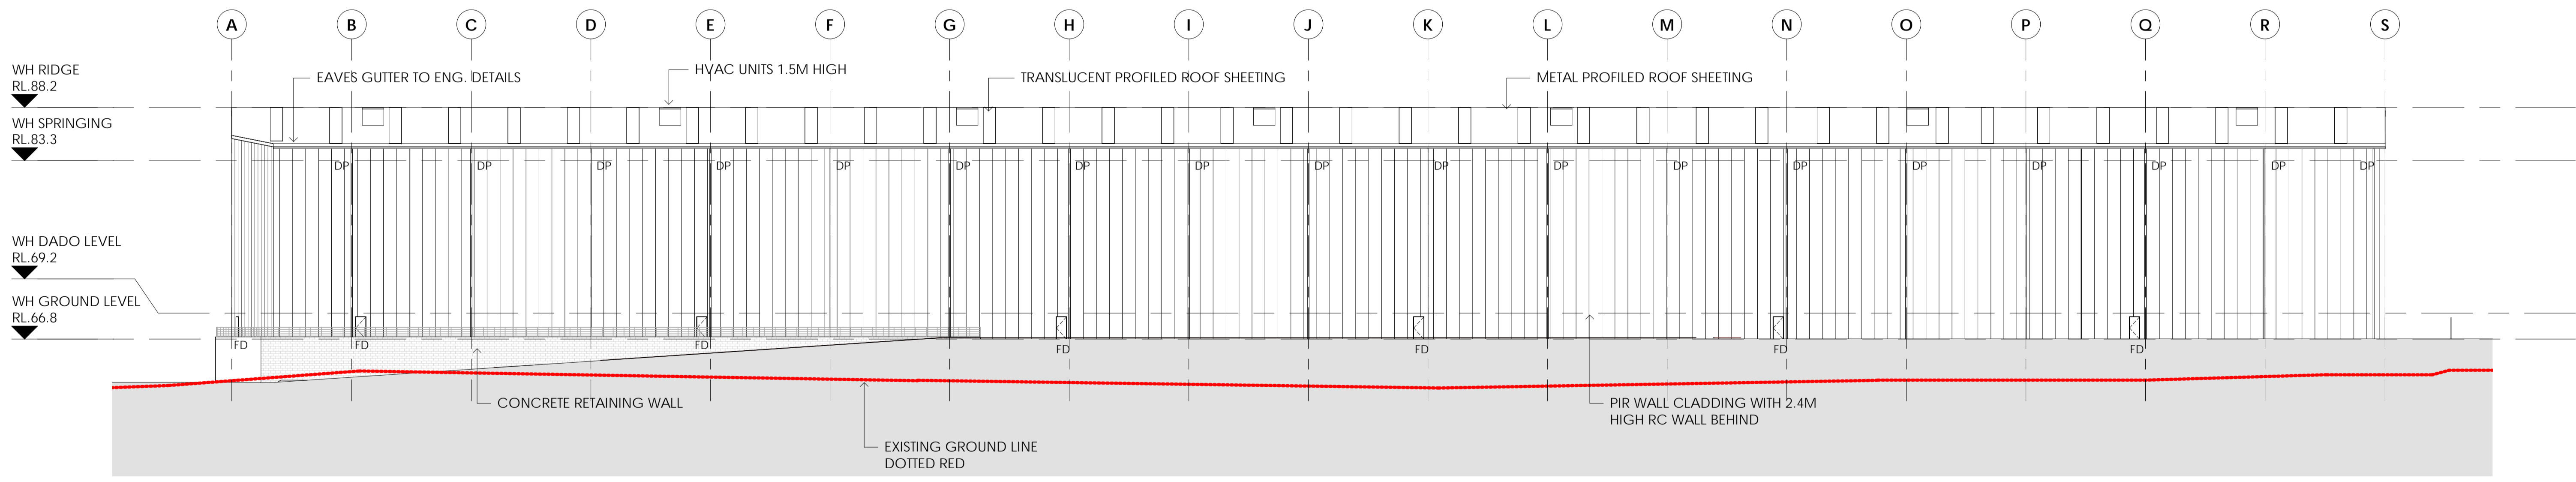 A B C D E F G H I J K L M N O P Q R S
WH RIDGE
RL.88.2
EAVES GUTTER TO ENG. DETAILS
HVAC UNITS 1.5M HIGH
TRANSLUCENT PROFILED ROOF SHEETING
METAL PROFILED ROOF SHEETING
WH SPRINGING
RL.83.3
DP DP DP DP DP DP DP DP DP DP DP DP DP DP DP DP DP DP
WH DADO LEVEL
RL.69.2
WH GROUND LEVEL
RL.66.8
FD FD FD FD FD FD FD
CONCRETE RETAINING WALL
PIR WALL CLADDING WITH 2.4M
HIGH RC WALL BEHIND
EXISTING GROUND LINE
DOTTED RED